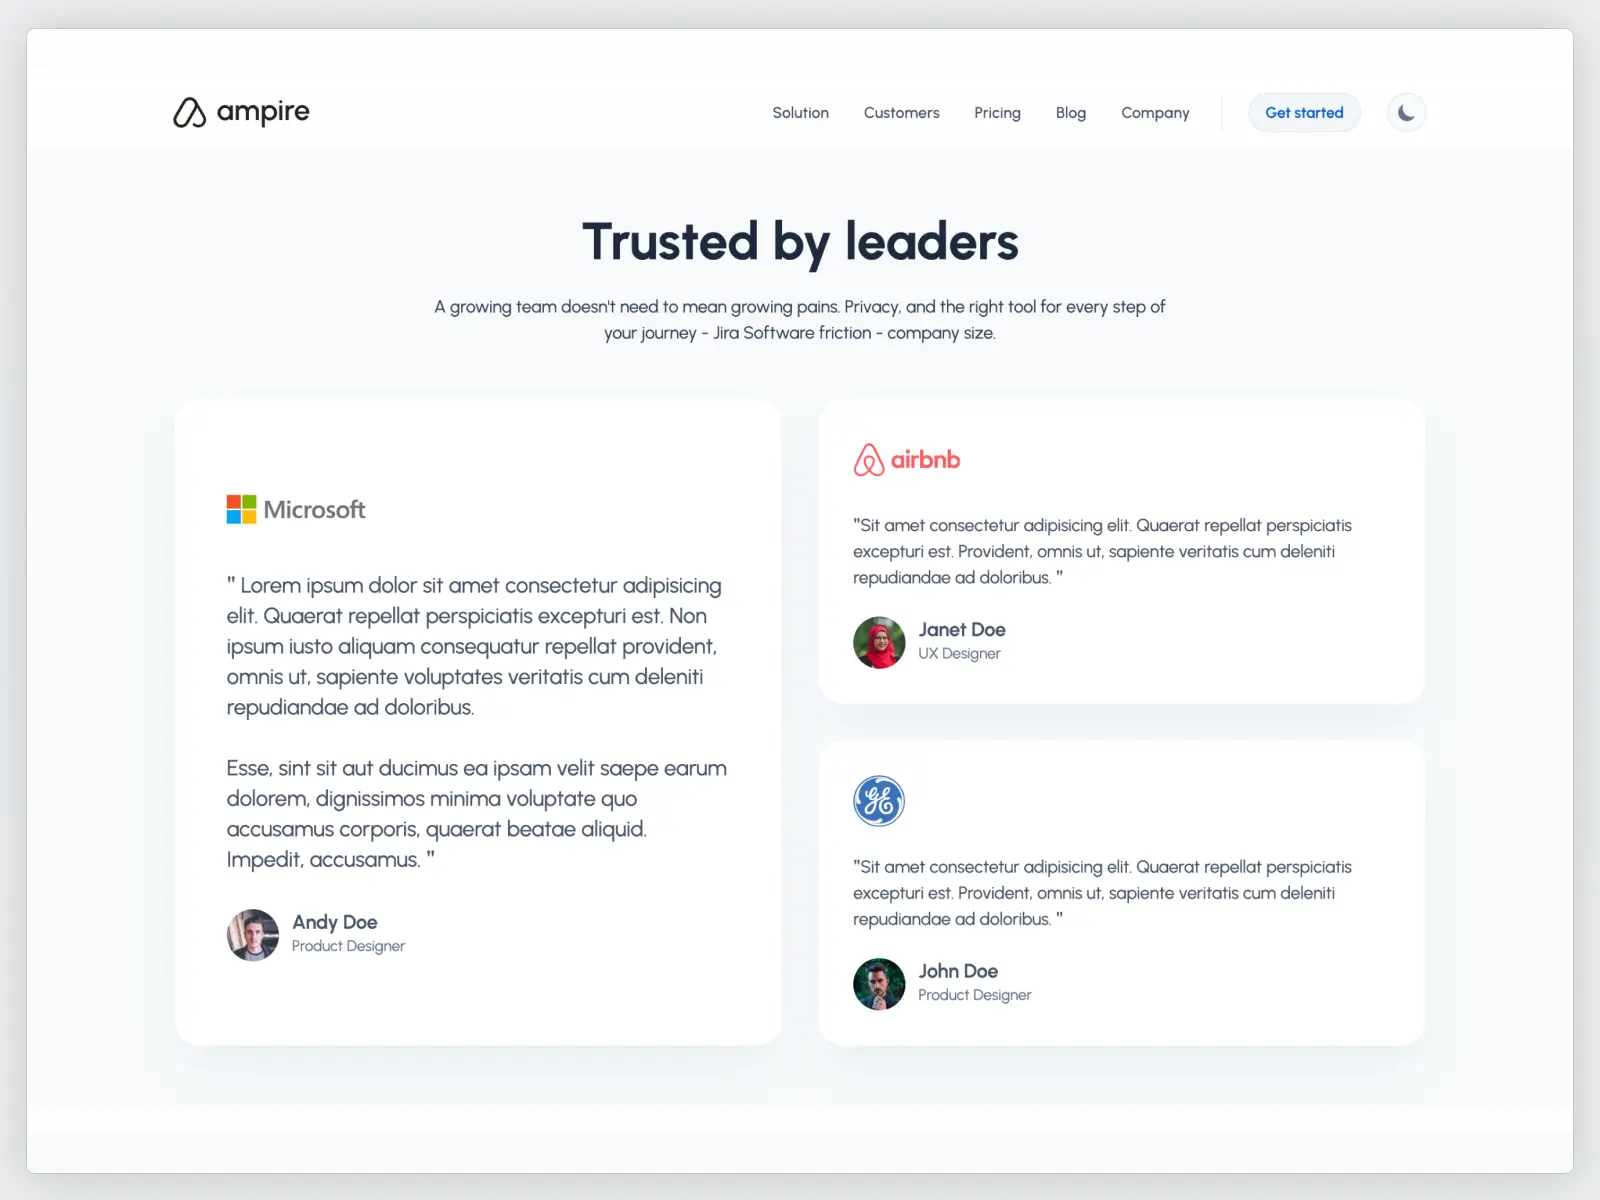 ampire
Solution
Customers
Pricing
Blog
Company
Get started
Trusted by leaders
A growing team doesn't need to mean growing pains. Privacy, and the right tool for every step of
your journey - Jira Software friction - company size.
Microsoft
" Lorem ipsum dolor sit amet consectetur adipisicing
elit. Quaerat repellat perspiciatis excepturi est. Non
ipsum iusto aliquam consequatur repellat provident,
omnis ut, sapiente voluptates veritatis cum deleniti
repudiandae ad doloribus.
Esse, sint sit aut ducimus ea ipsam velit saepe earum
dolorem, dignissimos minima voluptate quo
accusamus corporis, quaerat beatae aliquid.
Impedit, accusamus. "
Andy Doe
Product Designer
airbnb
"Sit amet consectetur adipisicing elit. Quaerat repellat perspiciatis
excepturi est. Provident, omnis ut, sapiente veritatis cum deleniti
repudiandae ad doloribus. "
Janet Doe
UX Designer
GE
"Sit amet consectetur adipisicing elit. Quaerat repellat perspiciatis
excepturi est. Provident, omnis ut, sapiente veritatis cum deleniti
repudiandae ad doloribus. "
John Doe
Product Designer